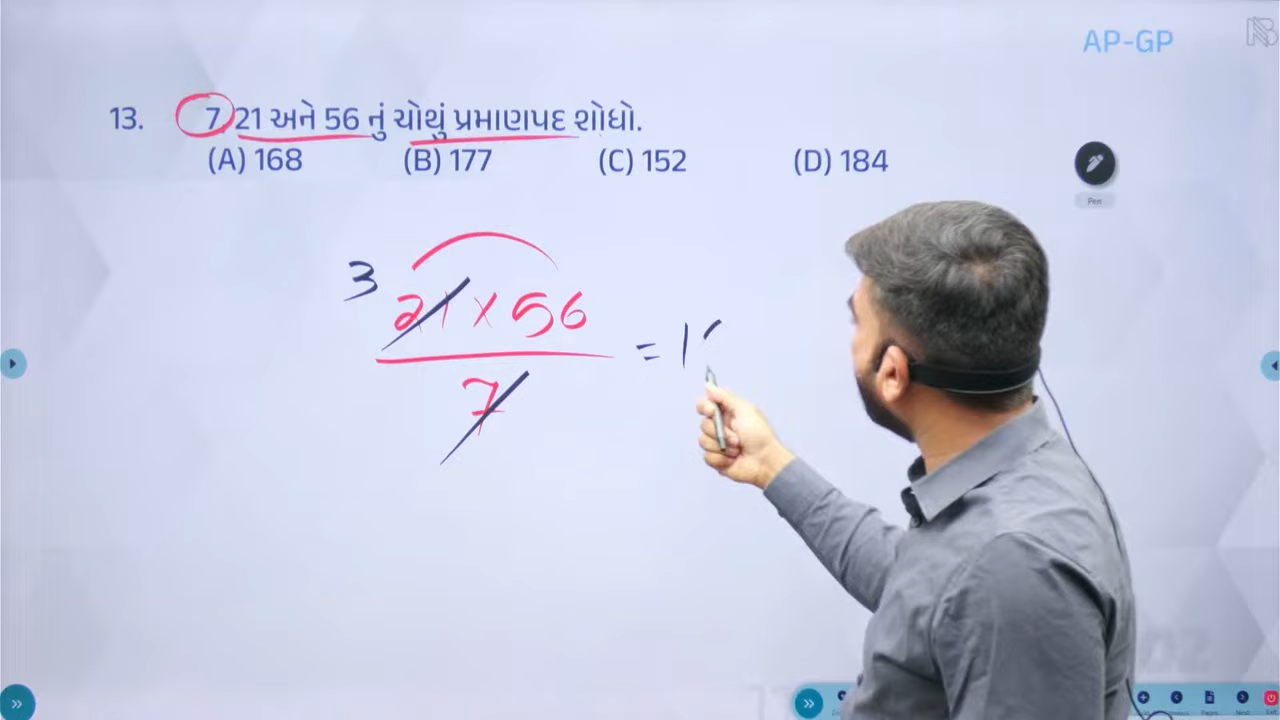 AP-GP
13. 7, 21 અને 56 નું ચોથું પ્રમાણપદ શોધો.
(A) 168 (B) 177 (C) 152 (D) 184
Pen
3
21 × 56
= 1
7